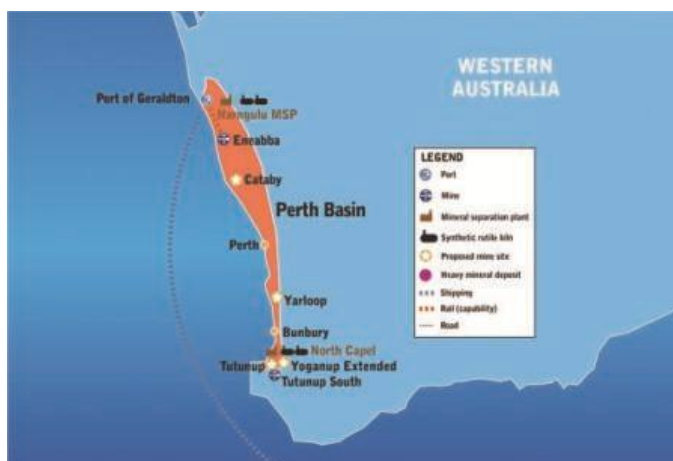 WESTERN
AUSTRALIA
Port of Geraldton
Narngulu MSP
Eneabba
Cataby
Perth Basin
Perth
Yarloop
Bunbury
North Capel
Tutunup
Yoganup Extended
Tutunup South
LEGEND
Port
Mine
Mineral separation plant
Synthetic rutile kiln
Proposed mine site
Heavy mineral deposit
Shipping
Rail (capability)
Road